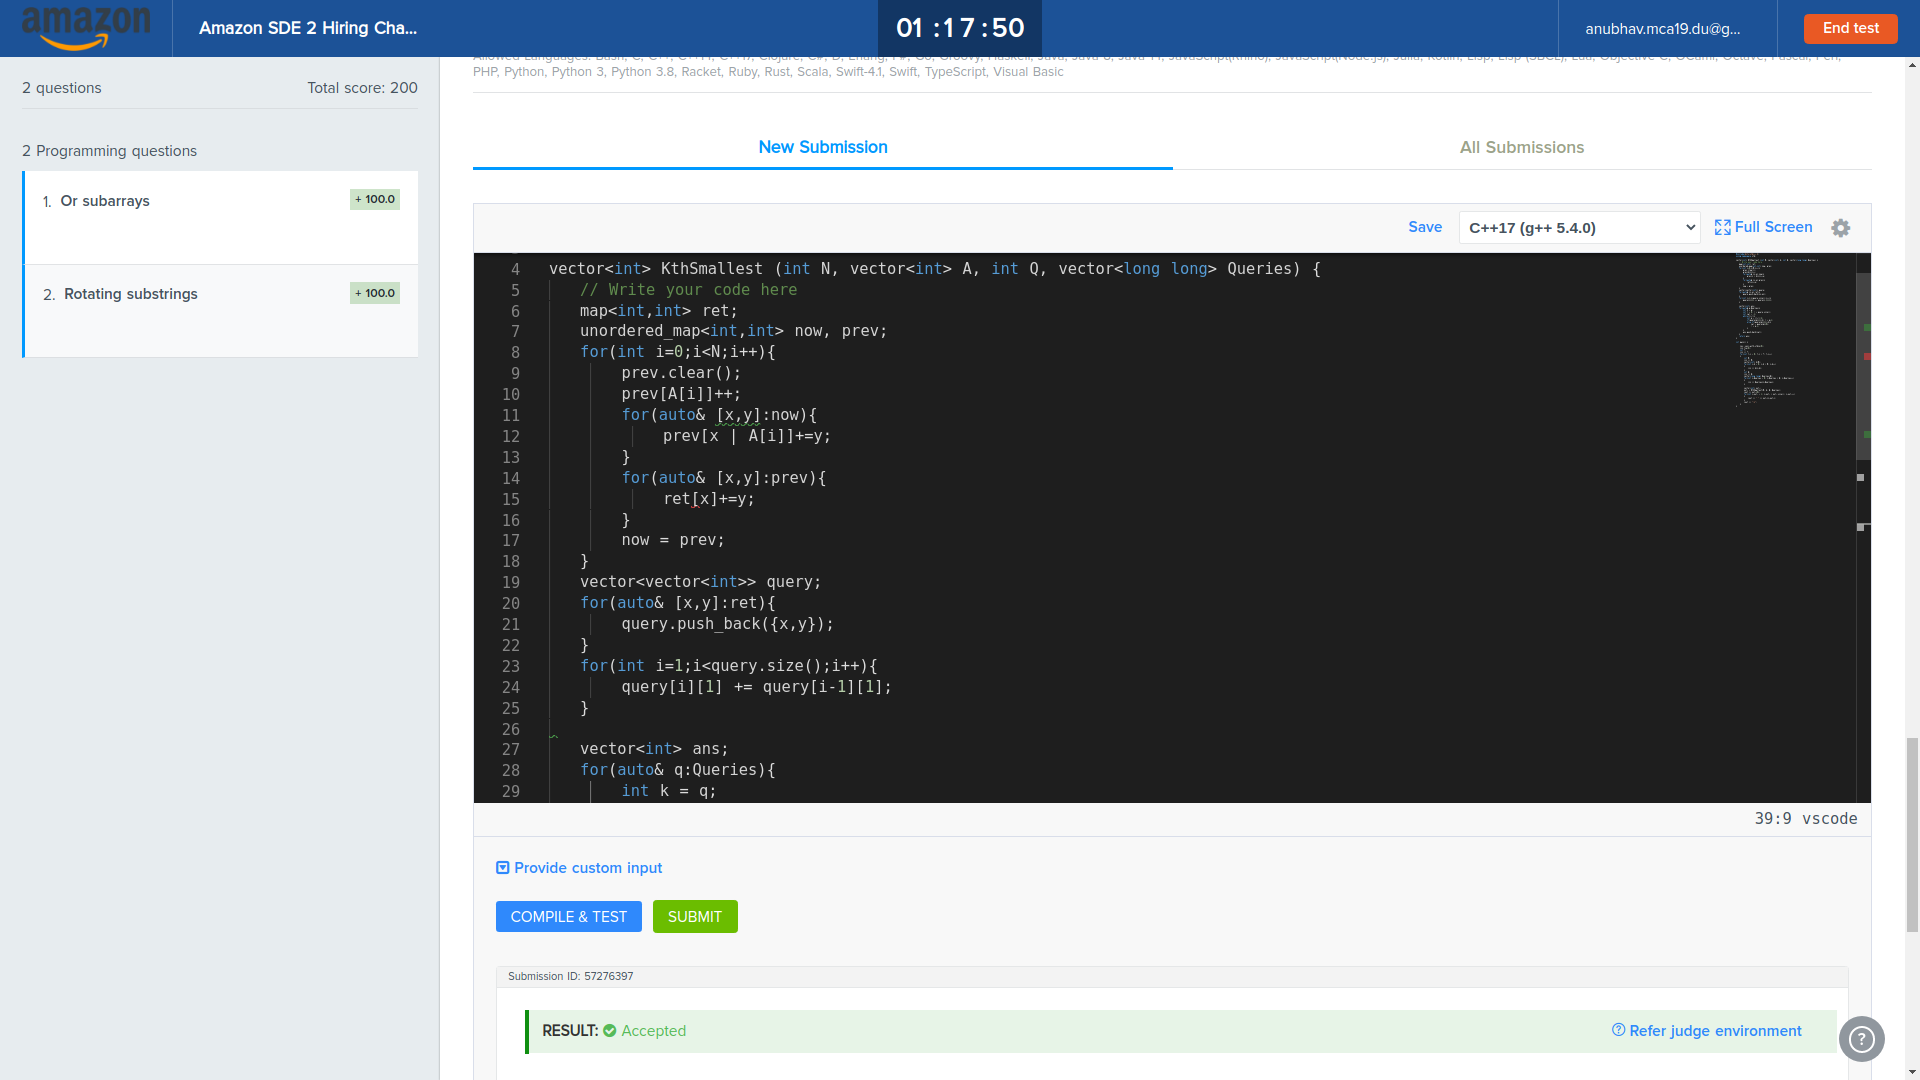 amazon
Amazon SDE 2 Hiring Cha...
01 :17:50
anubhav.mca19.du@g...
End test
2 questions
Total score: 200
2 Programming questions
1. Or subarrays
+ 100.0
2. Rotating substrings
+ 100.0
PHP, Python, Python 3, Python 3.8, Racket, Ruby, Rust, Scala, Swift-4.1, Swift, TypeScript, Visual Basic
New Submission
All Submissions
Save
C++17 (g++ 5.4.0)
Full Screen
4 vector<int> KthSmallest (int N, vector<int> A, int Q, vector<long long> Queries) {
5 // Write your code here
6 map<int,int> ret;
7 unordered_map<int,int> now, prev;
8 for(int i=0;i<N;i++){
9 prev.clear();
10 prev[A[i]]++;
11 for(auto& [x,y]:now){
12 prev[x | A[i]]+=y;
13 }
14 for(auto& [x,y]:prev){
15 ret[x]+=y;
16 }
17 now = prev;
18 }
19 vector<vector<int>> query;
20 for(auto& [x,y]:ret){
21 query.push_back({x,y});
22 }
23 for(int i=1;i<query.size();i++){
24 query[i][1] += query[i-1][1];
25 }
26
27 vector<int> ans;
28 for(auto& q:Queries){
29 int k = q;
39:9 vscode
Provide custom input
COMPILE & TEST
SUBMIT
Submission ID: 57276397
RESULT: Accepted
Refer judge environment
?